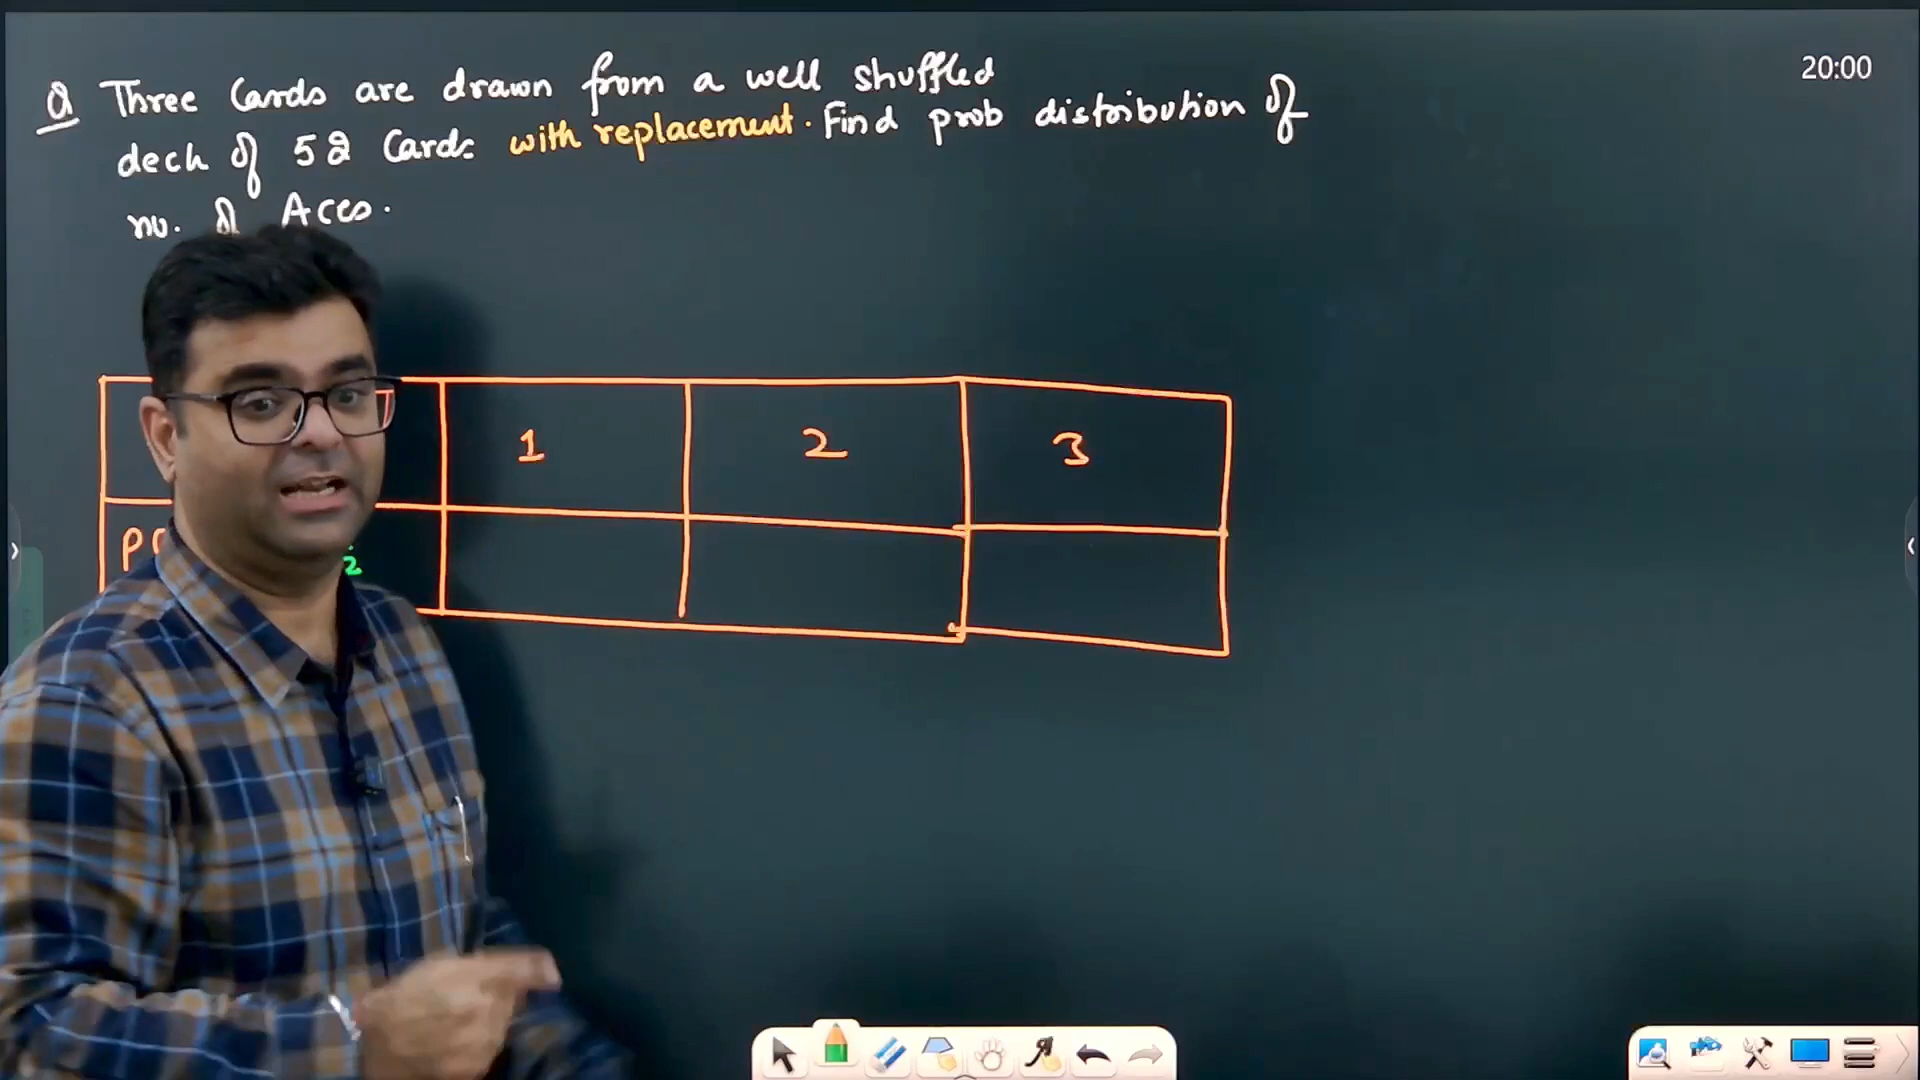 20:00
Q Three Cards are drawn from a well shuffled
deck of 52 Cards with replacement. Find prob distribution of
no. of Aces.
1 2 3
P(
2